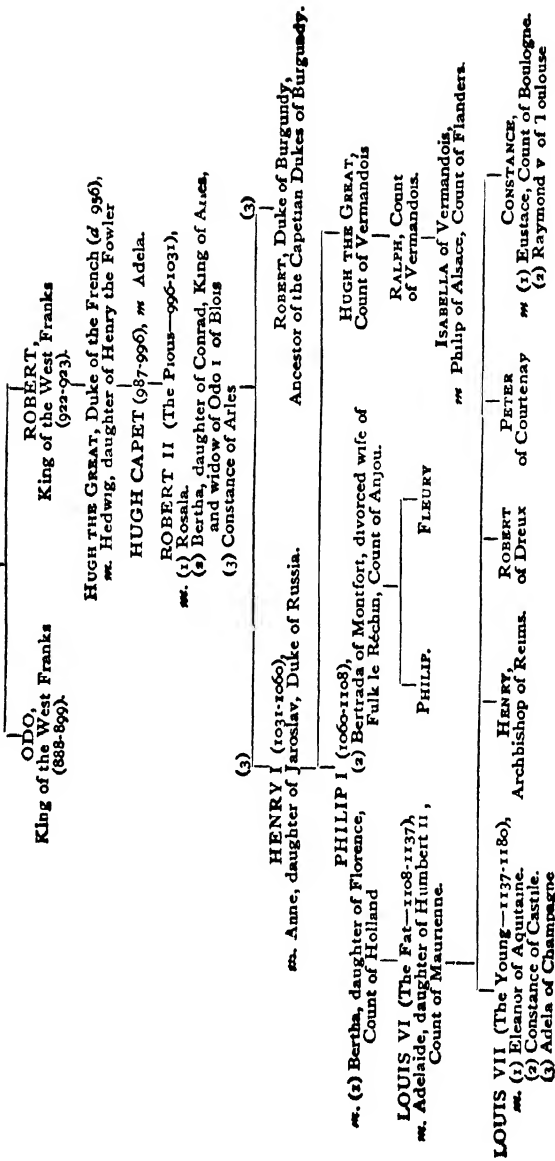 ODO,
King of the West Franks
(888-899).
ROBERT,
King of the West Franks
(922-923).
HUGH THE GREAT, Duke of the French (d 956),
m. Hedwig, daughter of Henry the Fowler
HUGH CAPET (987-996), m Adela.
ROBERT II (The Pious—996-1031),
m. (1) Rosala.
(2) Bertha, daughter of Conrad, King of Arles,
and widow of Odo I of Blois
(3) Constance of Arles
(3)
HENRY I (1031-1060),
m. Anne, daughter of Jaroslav, Duke of Russia.
(3)
ROBERT, Duke of Burgundy,
Ancestor of the Capetian Dukes of Burgundy.
PHILIP I (1060-1108),
m. (1) Bertha, daughter of Florence,
Count of Holland
(2) Bertrada of Montfort, divorced wife of
Fulk le Réchin, Count of Anjou.
HUGH THE GREAT,
Count of Vermandois
RALPH, Count
of Vermandois.
ISABELLA of Vermandois,
m Philip of Alsace, Count of Flanders.
LOUIS VI (The Fat—1108-1137),
m. Adelaide, daughter of Humbert II,
Count of Maurienne.
PHILIP.
FLEURY
LOUIS VII (The Young—1137-1180),
m. (1) Eleanor of Aquitaine.
(2) Constance of Castile.
(3) Adela of Champagne
HENRY,
Archbishop of Reims.
ROBERT
of Dreux
PETER
of Courtenay
CONSTANCE,
m (1) Eustace, Count of Boulogne.
(2) Raymond V of Toulouse